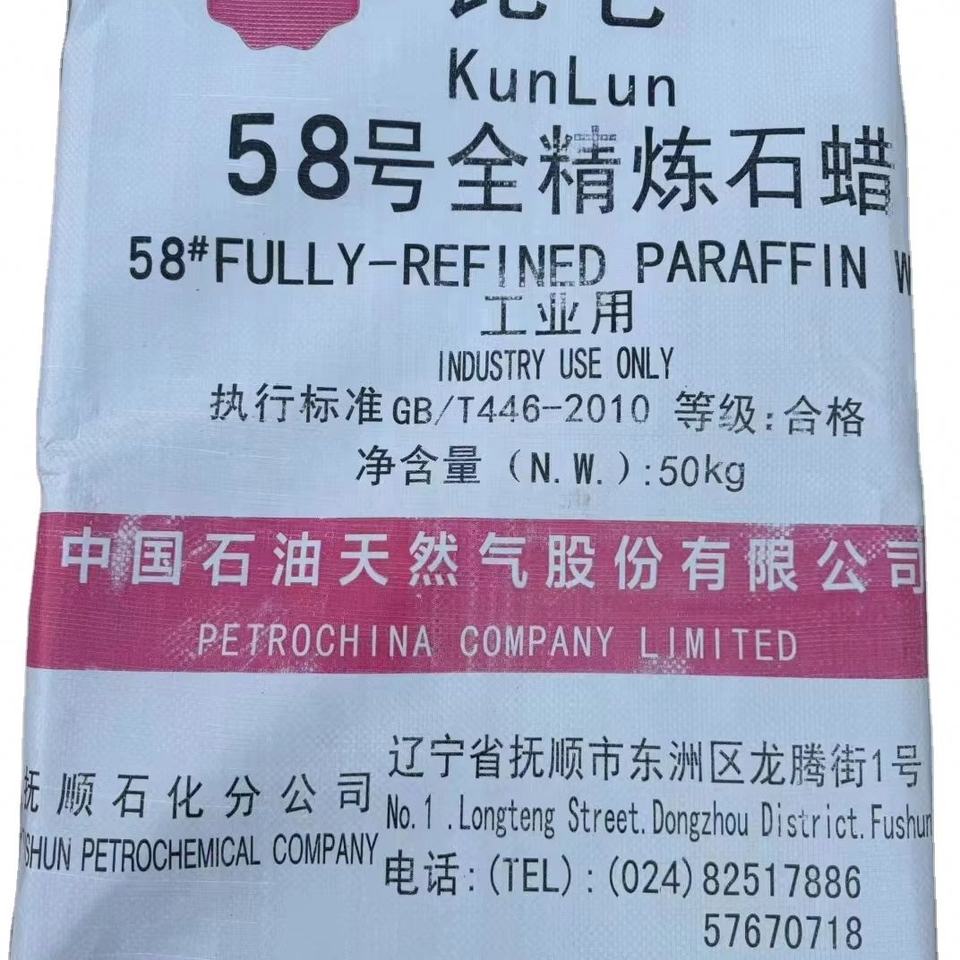 昆仑
KunLun
58号全精炼石蜡
58#FULLY-REFINED PARAFFIN
工业用
INDUSTRY USE ONLY
执行标准GB/T446-2010 等级:合格
净含量（N.W.）:50kg
中国石油天然气股份有限公司
PETROCHINA COMPANY LIMITED
抚顺石化分公司
SHUN PETROCHEMICAL COMPANY
辽宁省抚顺市东洲区龙腾街1号
No.1.Longteng Street.Dongzhou District.Fushun
电话:(TEL):(024)82517886
57670718